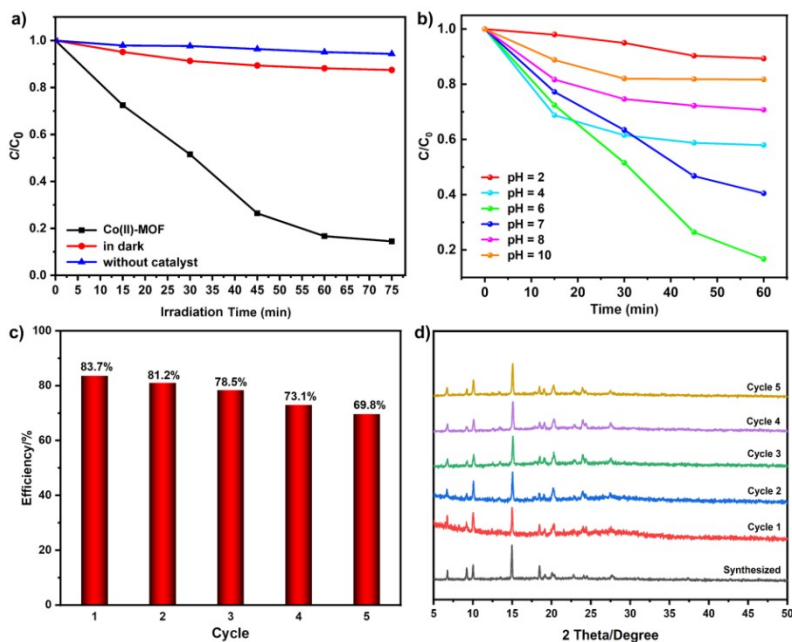 a)
C/C0
1.0
0.8
0.6
0.4
0.2
0.0
Co(II)-MOF
in dark
without catalyst
0 5 10 15 20 25 30 35 40 45 50 55 60 65 70 75
Irradiation Time (min)
b)
C/C0
1.0
0.8
0.6
0.4
0.2
pH = 2
pH = 4
pH = 6
pH = 7
pH = 8
pH = 10
0 10 20 30 40 50 60
Time (min)
c)
Efficiency/%
100
80
60
40
20
0
83.7%
81.2%
78.5%
73.1%
69.8%
1 2 3 4 5
Cycle
d)
Cycle 5
Cycle 4
Cycle 3
Cycle 2
Cycle 1
Synthesized
5 10 15 20 25 30 35 40 45 50
2 Theta/Degree